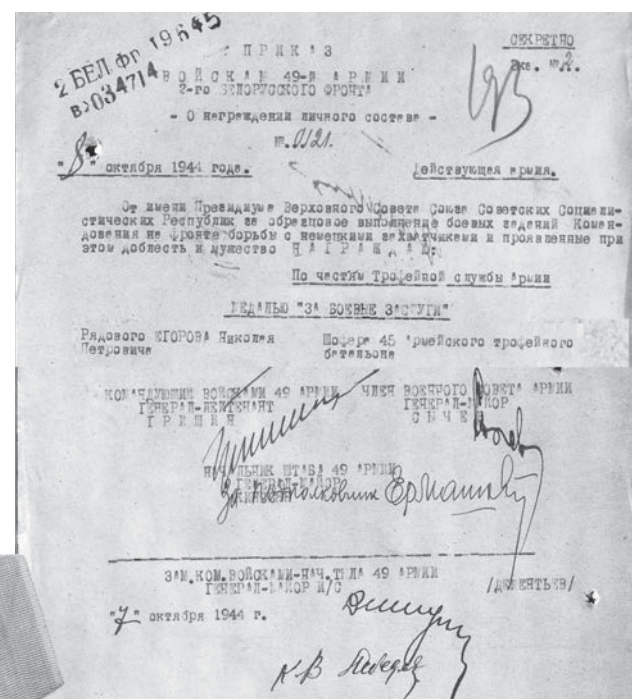 2 БЕЛ. ФР. 19645
034714
ПРИКАЗ
ВОЙСКАМ 49-й АРМИИ
2-го БЕЛОРУССКОГО ФРОНТА
СЕКРЕТНО
Экз. № 2.
- О награждении личного состава -
№. 0121.
"8" октября 1944 года. Действующая армия.
От имени Президиума Верховного Совета Союза Советских Социали-
стических Республик за образцовое выполнение боевых заданий Коман-
дования на фронте борьбы с немецкими захватчиками и проявленные при
этом доблесть и мужество НАГРАЖДАЮ:
По частям Трофейной службы Армии
МЕДАЛЬЮ "ЗА БОЕВЫЕ ЗАСЛУГИ"
Рядового ЕГОРОВА Николая Шофера 45 Армейского трофейного
Петровича батальона
КОМАНДУЮЩИЙ ВОЙСКАМИ 49 АРМИИ ЧЛЕН ВОЕННОГО СОВЕТА АРМИИ
ГЕНЕРАЛ-ЛЕЙТЕНАНТ ГЕНЕРАЛ-МАЙОР
ГРИШИН СЫЧЕВ
НАЧАЛЬНИК ШТАБА 49 АРМИИ
ГЕНЕРАЛ-МАЙОР
За подполковник Ермашов
ЗАМ.КОМ.ВОЙСКАМИ-НАЧ.ТЫЛА 49 АРМИИ
ГЕНЕРАЛ-МАЙОР И/С /ДЕМЕНТЬЕВ/
"7" октября 1944 г.